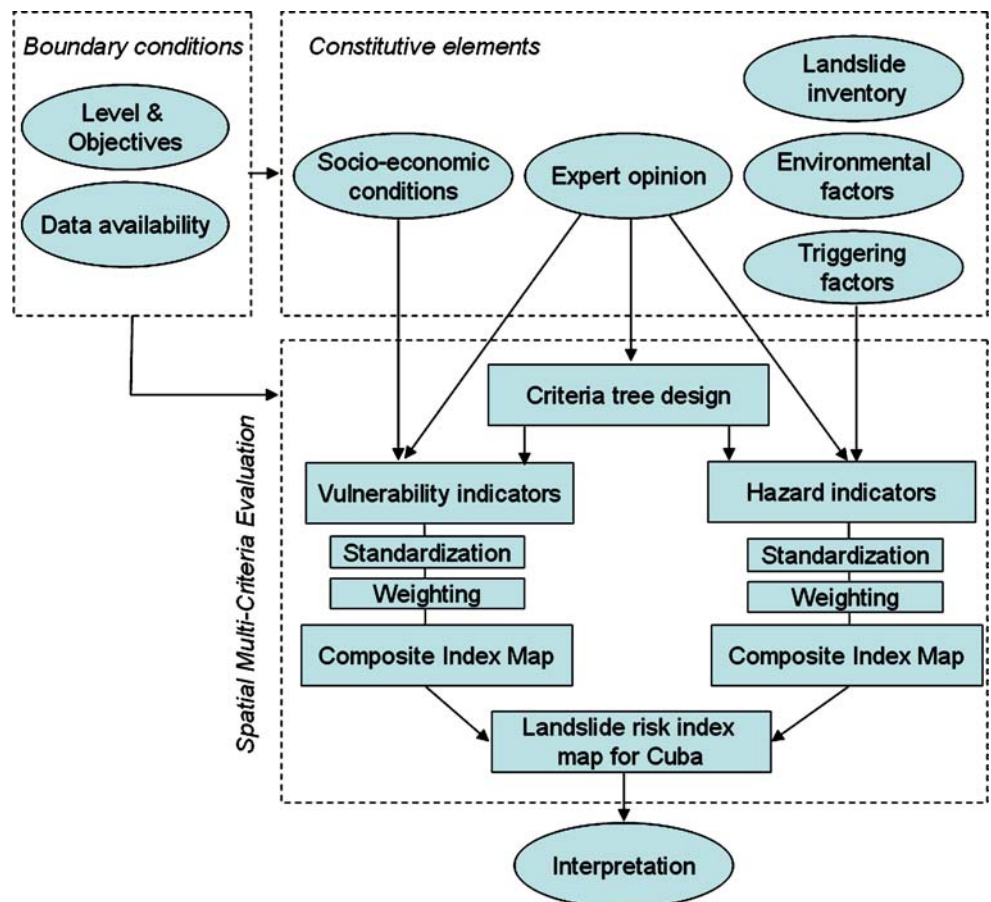 Boundary conditions
Level &
Objectives
Data availability
Constitutive elements
Landslide
inventory
Socio-economic
conditions
Expert opinion
Environmental
factors
Triggering
factors
Spatial Multi-Criteria Evaluation
Criteria tree design
Vulnerability indicators
Hazard indicators
Standardization
Standardization
Weighting
Weighting
Composite Index Map
Composite Index Map
Landslide risk index
map for Cuba
Interpretation